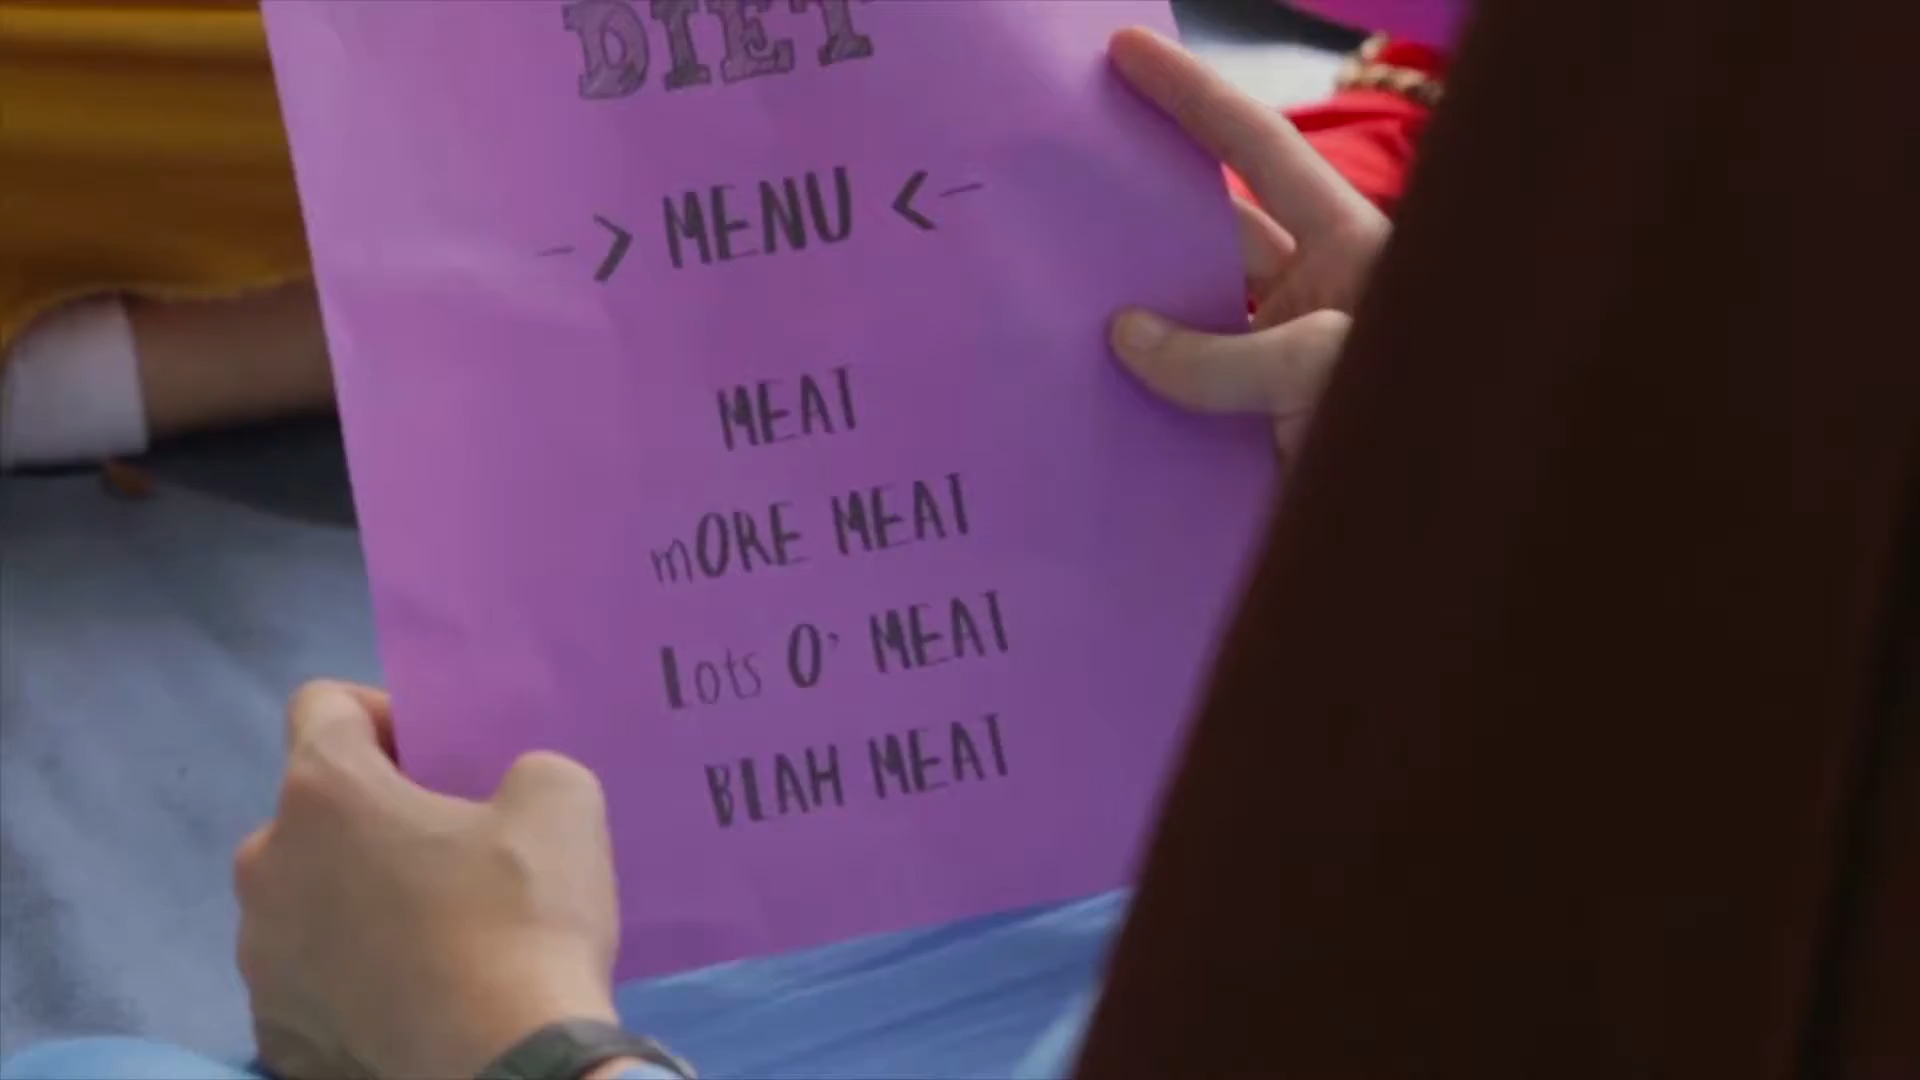 DIET
-> MENU <-
MEAT
mORE MEAT
Lots O' MEAT
BLAH MEAT